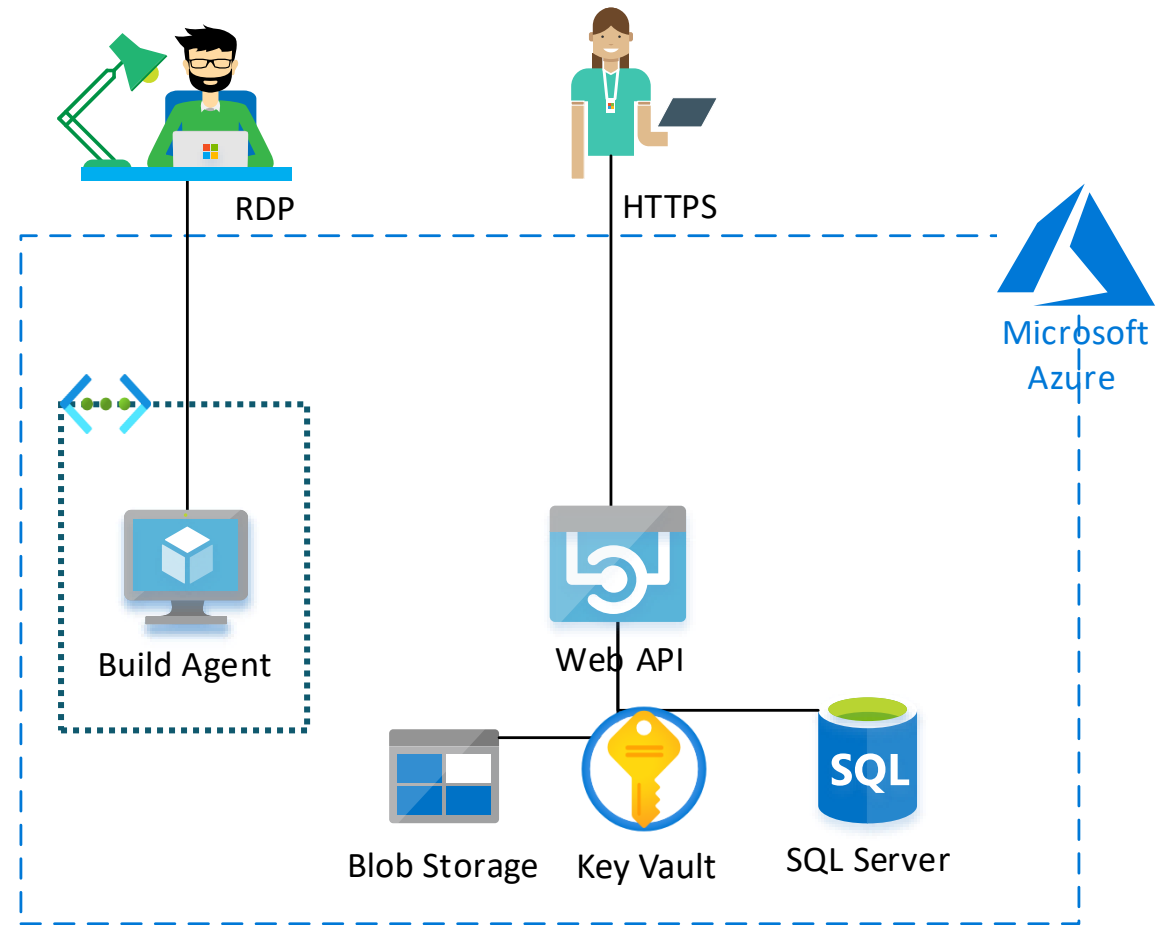 RDP
HTTPS
Microsoft
Azure
Build Agent
Web API
SQL
Blob Storage
Key Vault
SQL Server